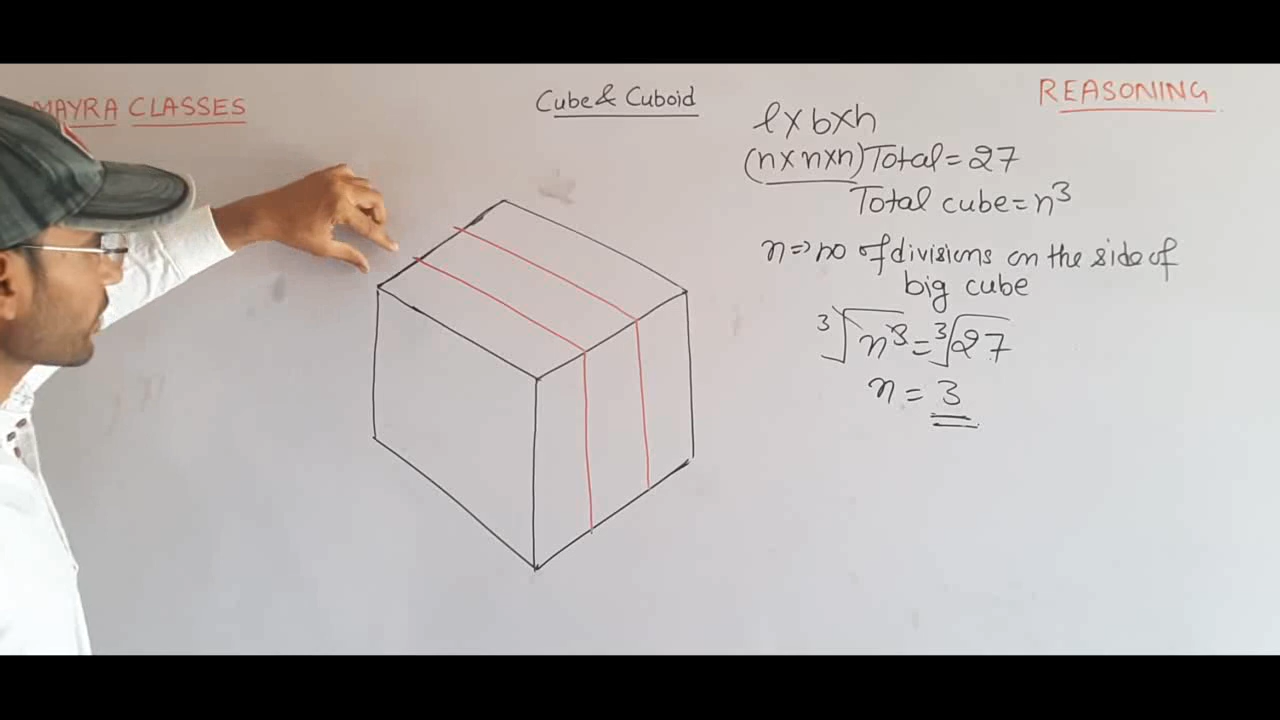 MAYRA CLASSES
Cube & Cuboid
REASONING
l×b×h
(n×n×n) Total = 27
Total cube = n³
n => no of divisions on the side of
big cube
³√n³ = ³√27
n = 3